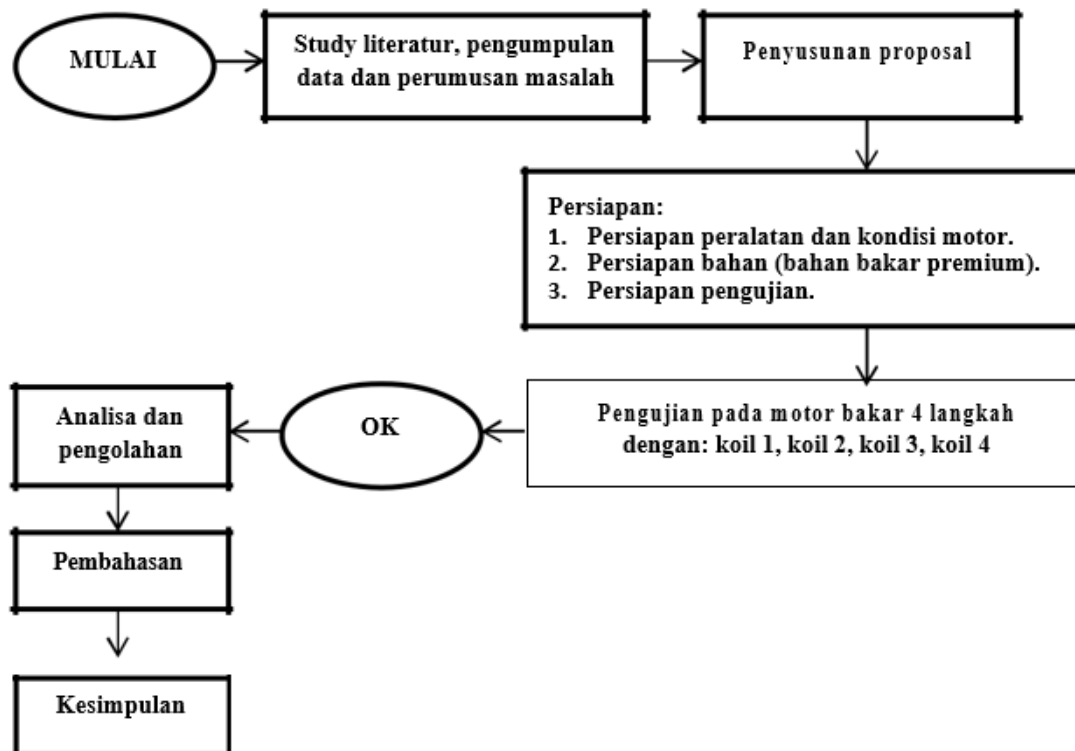 MULAI
Study literatur, pengumpulan
data dan perumusan masalah
Penyusunan proposal
Persiapan:
1. Persiapan peralatan dan kondisi motor.
2. Persiapan bahan (bahan bakar premium).
3. Persiapan pengujian.
Pengujian pada motor bakar 4 langkah
dengan: koil 1, koil 2, koil 3, koil 4
OK
Analisa dan
pengolahan
Pembahasan
Kesimpulan